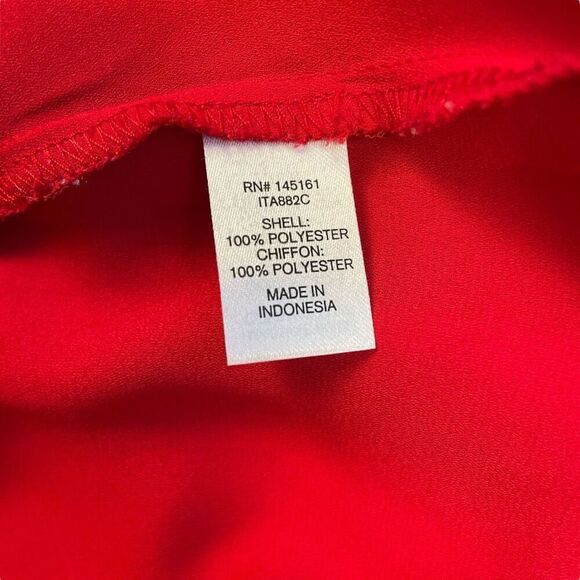 RN# 145161
ITA882C
SHELL:
100% POLYESTER
CHIFFON:
100% POLYESTER
MADE IN
INDONESIA